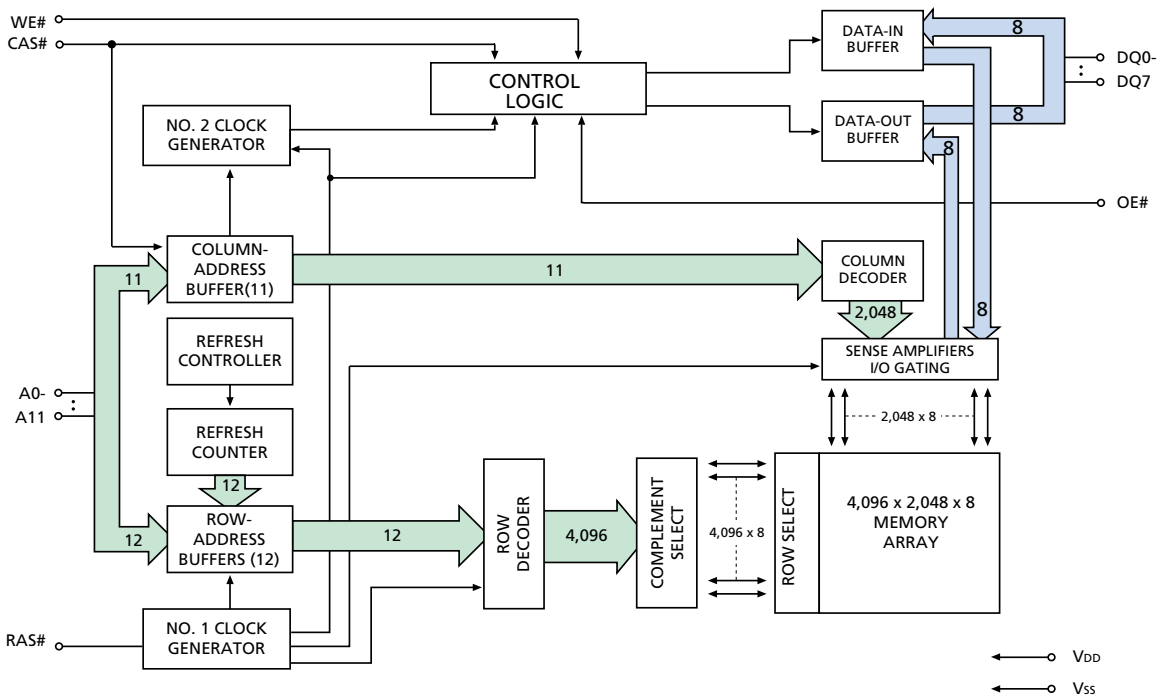 WE#
CAS#
DATA-IN
BUFFER
8
DQ0-
DQ7
CONTROL
LOGIC
NO. 2 CLOCK
GENERATOR
DATA-OUT
BUFFER
8
8
OE#
COLUMN-
ADDRESS
BUFFER(11)
11
11
COLUMN
DECODER
2,048
8
REFRESH
CONTROLLER
SENSE AMPLIFIERS
I/O GATING
A0-
A11
2,048 x 8
REFRESH
COUNTER
12
ROW-
ADDRESS
BUFFERS (12)
12
12
ROW
DECODER
4,096
COMPLEMENT
SELECT
4,096 x 8
ROW SELECT
4,096 x 2,048 x 8
MEMORY
ARRAY
RAS#
NO. 1 CLOCK
GENERATOR
VDD
VSS